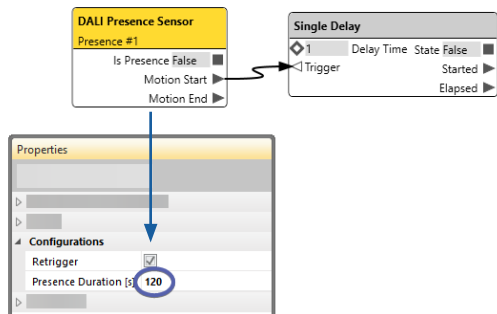 DALI Presence Sensor
Presence #1
Is Presence False
Motion Start
Motion End
Single Delay
1 Delay Time State False
Trigger Started
Elapsed
Properties
Configurations
Retrigger
Presence Duration [s] 120